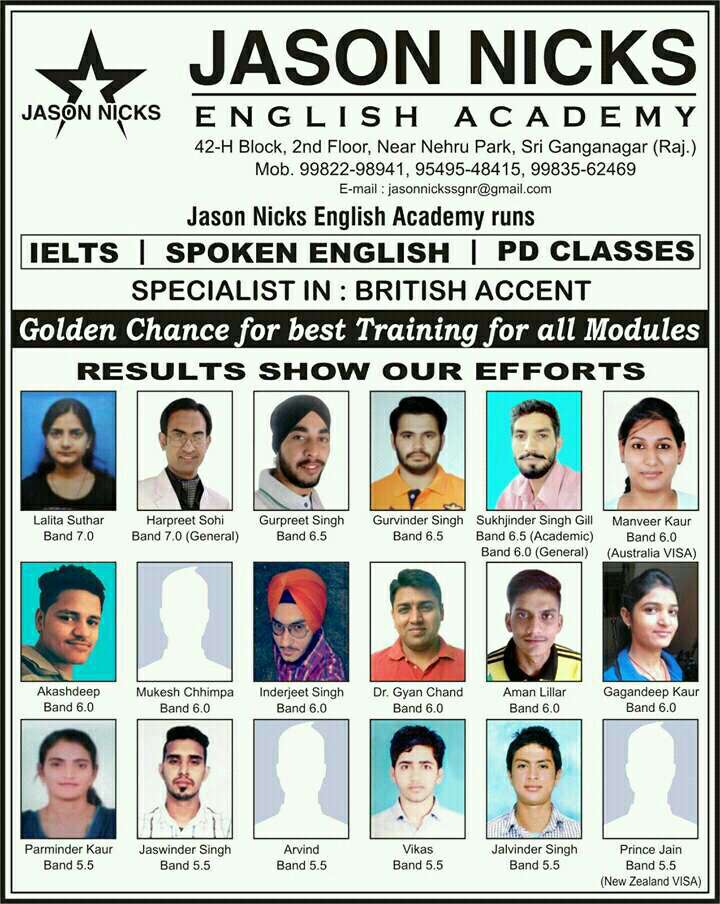 JASON NICKS
JASON NICKS
ENGLISH ACADEMY
42-H Block, 2nd Floor, Near Nehru Park, Sri Ganganagar (Raj.)
Mob. 99822-98941, 95495-48415, 99835-62469
E-mail : jasonnickssgnr@gmail.com
Jason Nicks English Academy runs
IELTS | SPOKEN ENGLISH | PD CLASSES
SPECIALIST IN : BRITISH ACCENT
Golden Chance for best Training for all Modules
RESULTS SHOW OUR EFFORTS
Lalita Suthar
Band 7.0
Harpreet Sohi
Band 7.0 (General)
Gurpreet Singh
Band 6.5
Gurvinder Singh
Band 6.5
Sukhjinder Singh Gill
Band 6.5 (Academic)
Band 6.0 (General)
Manveer Kaur
Band 6.0
(Australia VISA)
Akashdeep
Band 6.0
Mukesh Chhimpa
Band 6.0
Inderjeet Singh
Band 6.0
Dr. Gyan Chand
Band 6.0
Aman Lillar
Band 6.0
Gagandeep Kaur
Band 6.0
Parminder Kaur
Band 5.5
Jaswinder Singh
Band 5.5
Arvind
Band 5.5
Vikas
Band 5.5
Jalvinder Singh
Band 5.5
Prince Jain
Band 5.5
(New Zealand VISA)